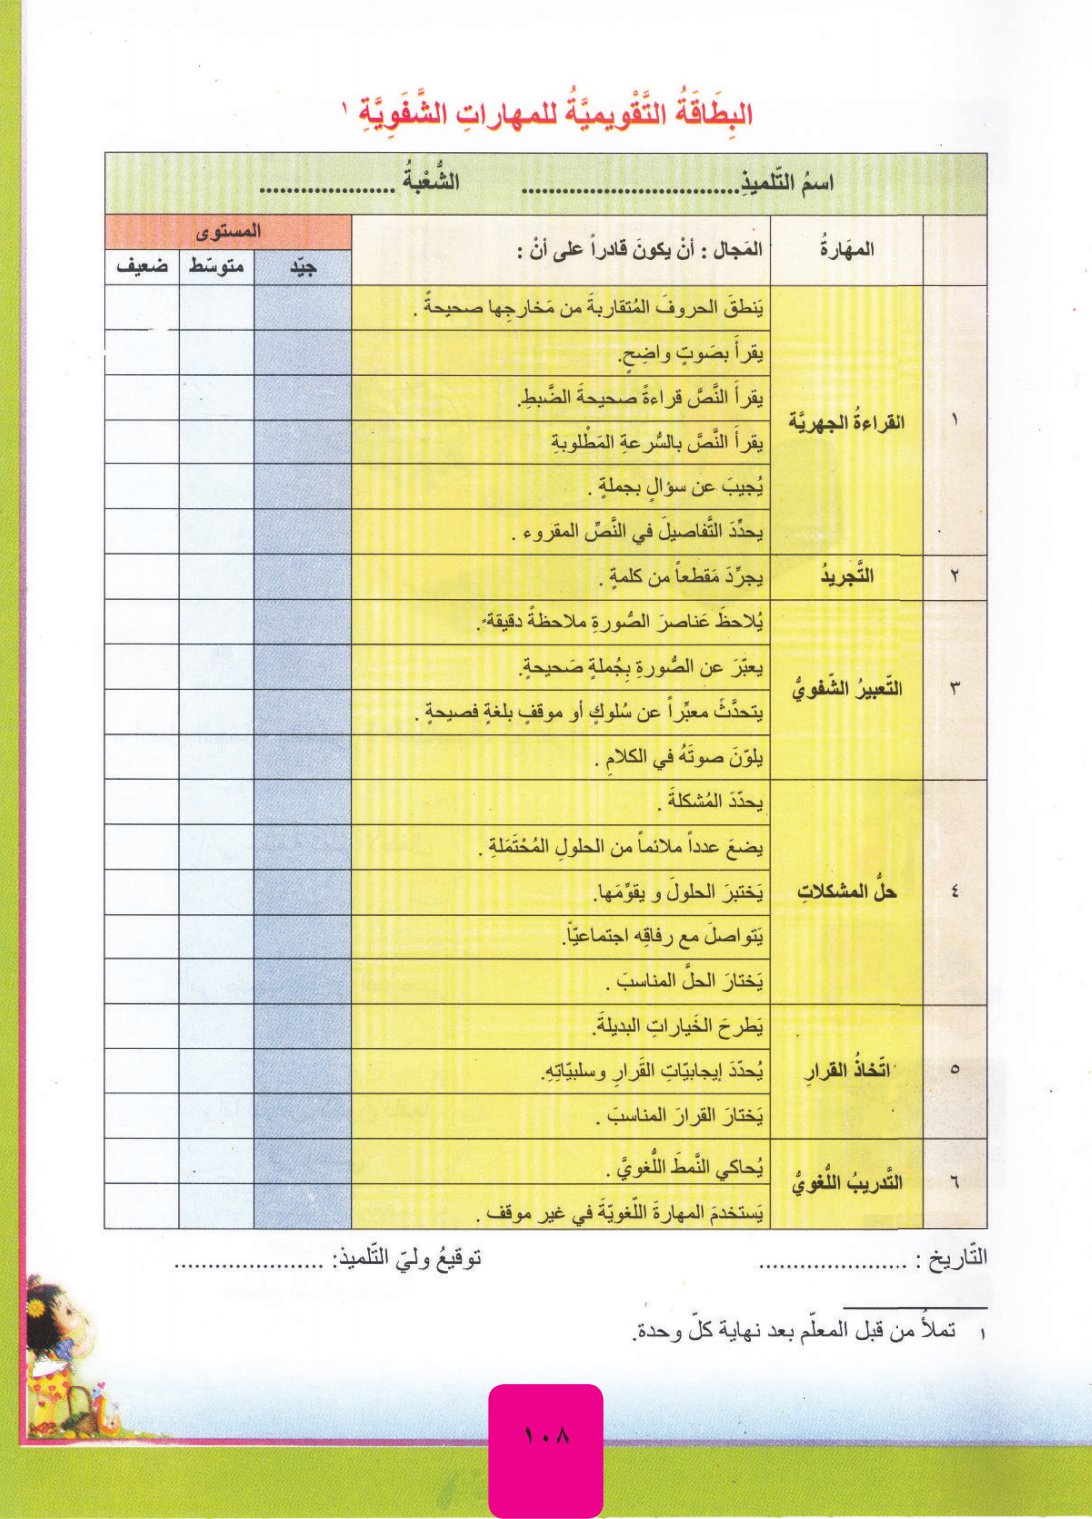 البِطَاقَةُ التَّقْويميَّةُ للمهاراتِ الشَّفَوِيَّةِ ١
اسمُ التّلميذِ................................ الشُّعْبةُ ....................
المهَارةُ
المَجال : أنْ يكونَ قادراً على أنْ :
المستوى
جيّد متوسّط ضعيف
١ القراءةُ الجهريَّة
يَنطقَ الحروفَ المُتقاربةَ من مَخارجِها صحيحةً .
يقرأَ بصَوتٍ واضِحٍ.
يقرأَ النَّصَّ قراءةً صحيحةَ الضَّبطِ.
يقرأَ النَّصَّ بالسُّرعةِ المَطْلوبةِ
يُجيبَ عن سؤالٍ بجملةٍ .
يحدِّدَ التَّفاصيلَ في النَّصِّ المقروء .
٢ التَّجريدُ
يجرِّدَ مَقطعاً من كلمةٍ .
٣ التَّعبيرُ الشّفويُّ
يُلاحظَ عَناصرَ الصُّورةِ ملاحظةً دقيقة ً.
يعبّرَ عن الصُّورةِ بِجُملةٍ صَحيحةٍ.
يتحدَّثَ معبِّراً عن سُلوكٍ أو موقفٍ بلغةٍ فصيحةٍ .
يلوّنَ صوتَهُ في الكلامِ .
٤ حلُّ المشكلاتِ
يحدّدَ المُشكلةَ .
يضعَ عدداً ملائماً من الحلولِ المُحْتَمَلةِ .
يَختبرَ الحلولَ و يقوِّمَها.
يَتواصلَ مع رفاقِه اجتماعيّاً.
يَختارَ الحلَّ المناسبَ .
٥ اتّخاذُ القرارِ
يَطرحَ الخَياراتِ البديلةَ.
يُحدّدَ إيجابيّاتِ القَرارِ وسلبيّاتِهِ.
يَختارَ القرارَ المناسبَ .
٦ التَّدريبُ اللُّغويُّ
يُحاكي النَّمطَ اللُّغويَّ .
يَستخدمَ المهارةَ اللّغويّةَ في غير موقف .
التّاريخ : ...................... توقيعُ وليّ التّلميذ: ......................
١ تملأُ من قبل المعلّم بعد نهاية كلّ وحدة.
١٠٨